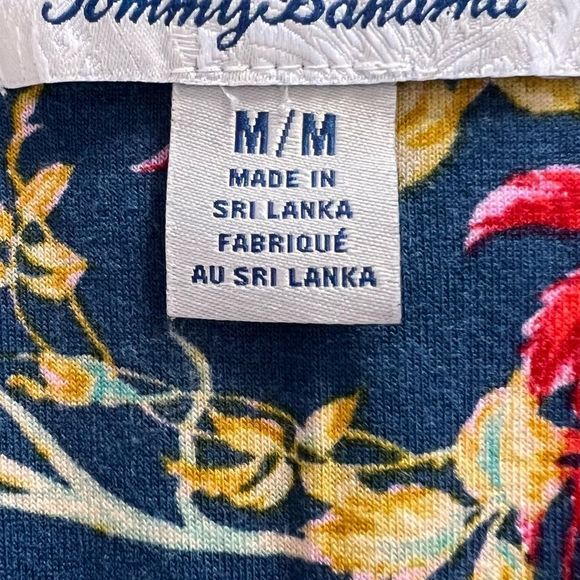 Tommy Bahama
M/M
MADE IN
SRI LANKA
FABRIQUÉ
AU SRI LANKA